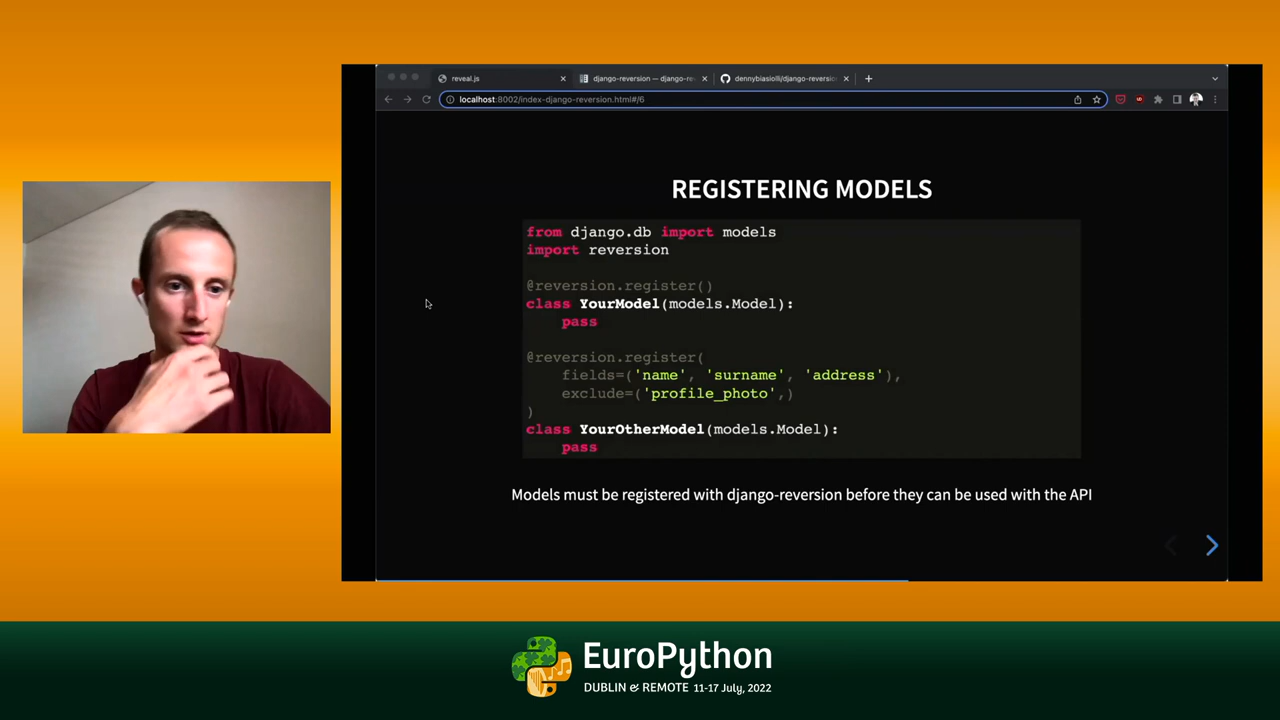 reveal.js
django-reversion — django-re
dennybiasiolli/django-reversio
localhost:8002/index-django-reversion.html#/6
REGISTERING MODELS
from django.db import models
import reversion
@reversion.register()
class YourModel(models.Model):
pass
@reversion.register(
fields=('name', 'surname', 'address'),
exclude=('profile_photo',)
)
class YourOtherModel(models.Model):
pass
Models must be registered with django-reversion before they can be used with the API
EuroPython
DUBLIN & REMOTE 11-17 July, 2022